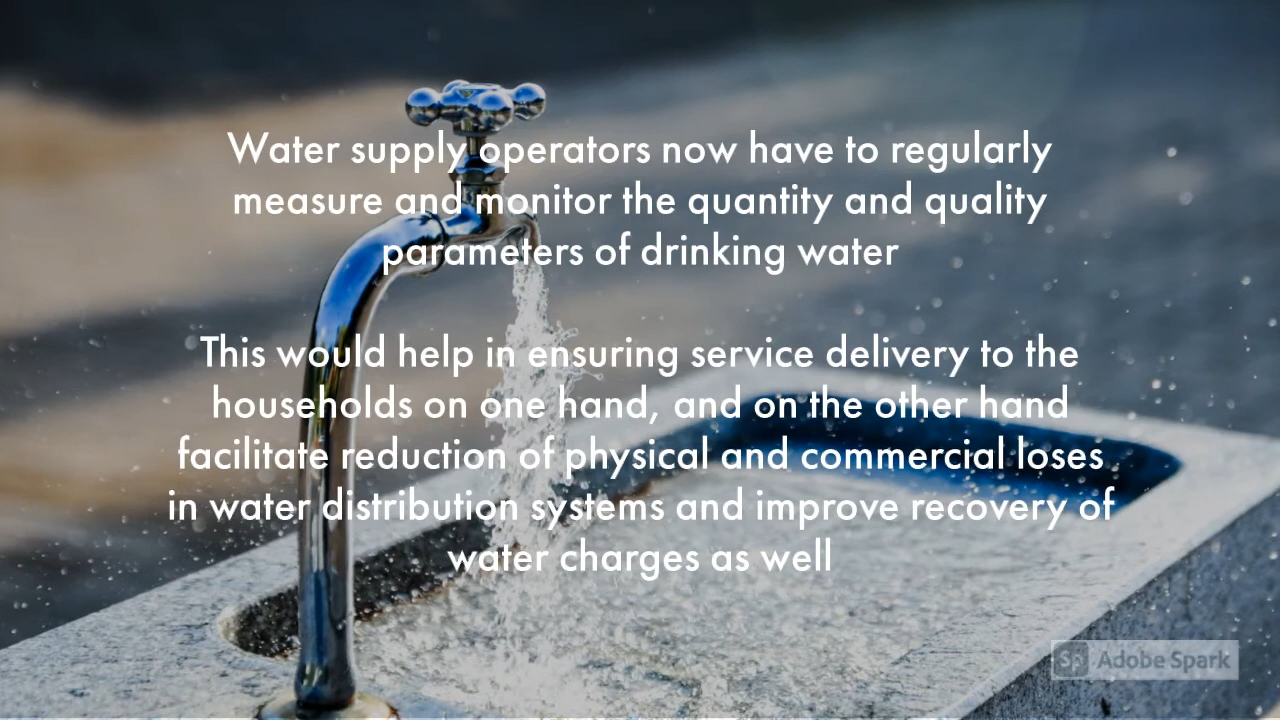 Water supply operators now have to regularly
measure and monitor the quantity and quality
parameters of drinking water
This would help in ensuring service delivery to the
households on one hand, and on the other hand
facilitate reduction of physical and commercial loses
in water distribution systems and improve recovery of
water charges as well
Sp Adobe Spark